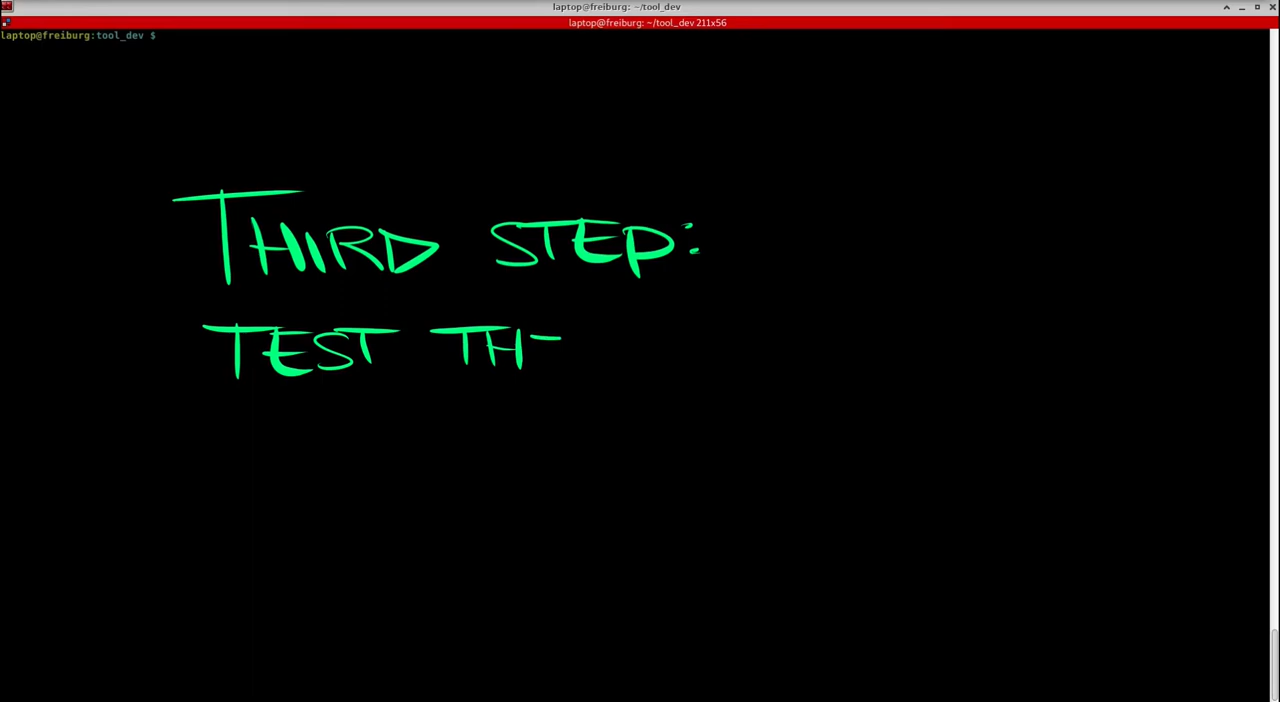 laptop@freiburg: ~/tool_dev
laptop@freiburg: ~/tool_dev 211x56
laptop@freiburg:tool_dev $
THIRD STEP:
TEST TH